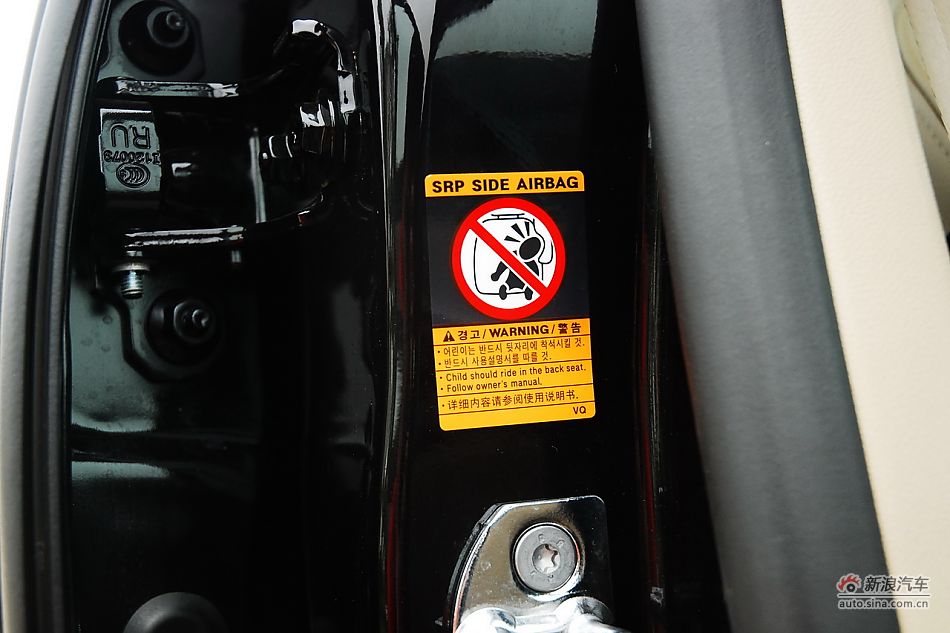 RU
I120073
SRP SIDE AIRBAG
경고/WARNING/警告
• 어린이는 반드시 뒷자리에 착석시킬 것.
• 반드시 사용설명서를 따를 것.
• Child should ride in the back seat.
• Follow owner's manual.
• 详细内容请参阅使用说明书.
VQ
新浪汽车
auto.sina.com.cn